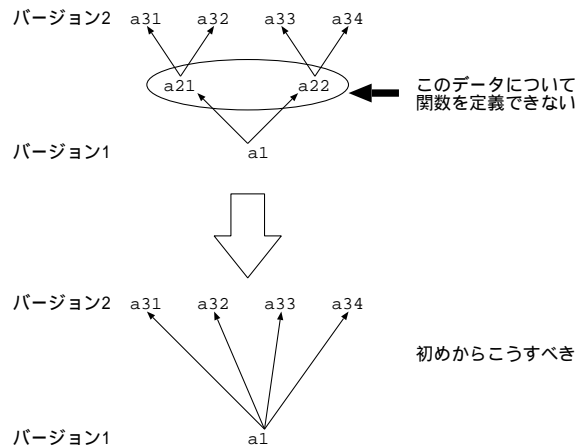 バージョン2 a31 a32 a33 a34
a21 a22
このデータについて
関数を定義できない
バージョン1 a1
バージョン2 a31 a32 a33 a34
初めからこうすべき
バージョン1 a1